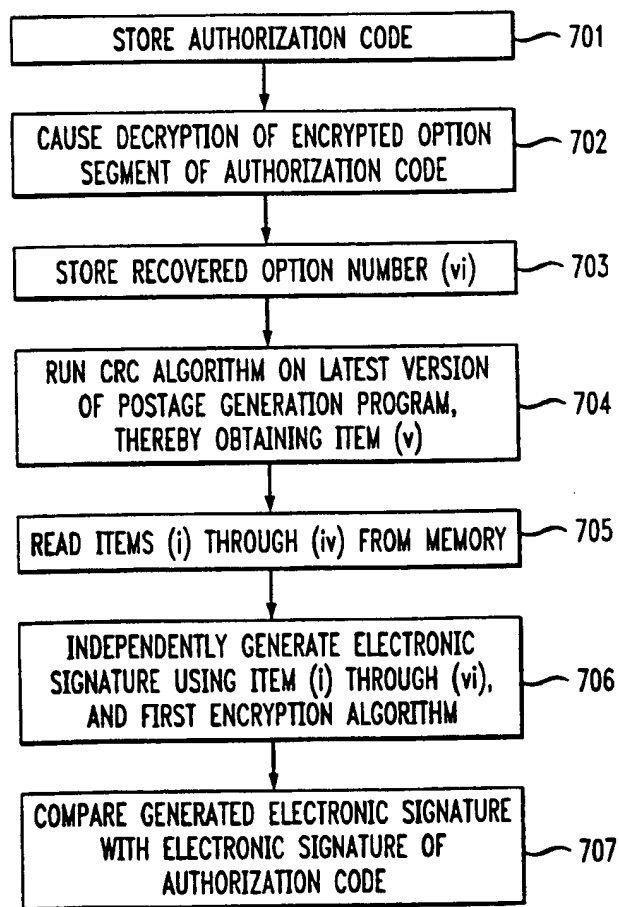 STORE AUTHORIZATION CODE
701
CAUSE DECRYPTION OF ENCRYPTED OPTION
SEGMENT OF AUTHORIZATION CODE
702
STORE RECOVERED OPTION NUMBER (vi)
703
RUN CRC ALGORITHM ON LATEST VERSION
OF POSTAGE GENERATION PROGRAM,
THEREBY OBTAINING ITEM (v)
704
READ ITEMS (i) THROUGH (iv) FROM MEMORY
705
INDEPENDENTLY GENERATE ELECTRONIC
SIGNATURE USING ITEM (i) THROUGH (vi),
AND FIRST ENCRYPTION ALGORITHM
706
COMPARE GENERATED ELECTRONIC SIGNATURE
WITH ELECTRONIC SIGNATURE OF
AUTHORIZATION CODE
707